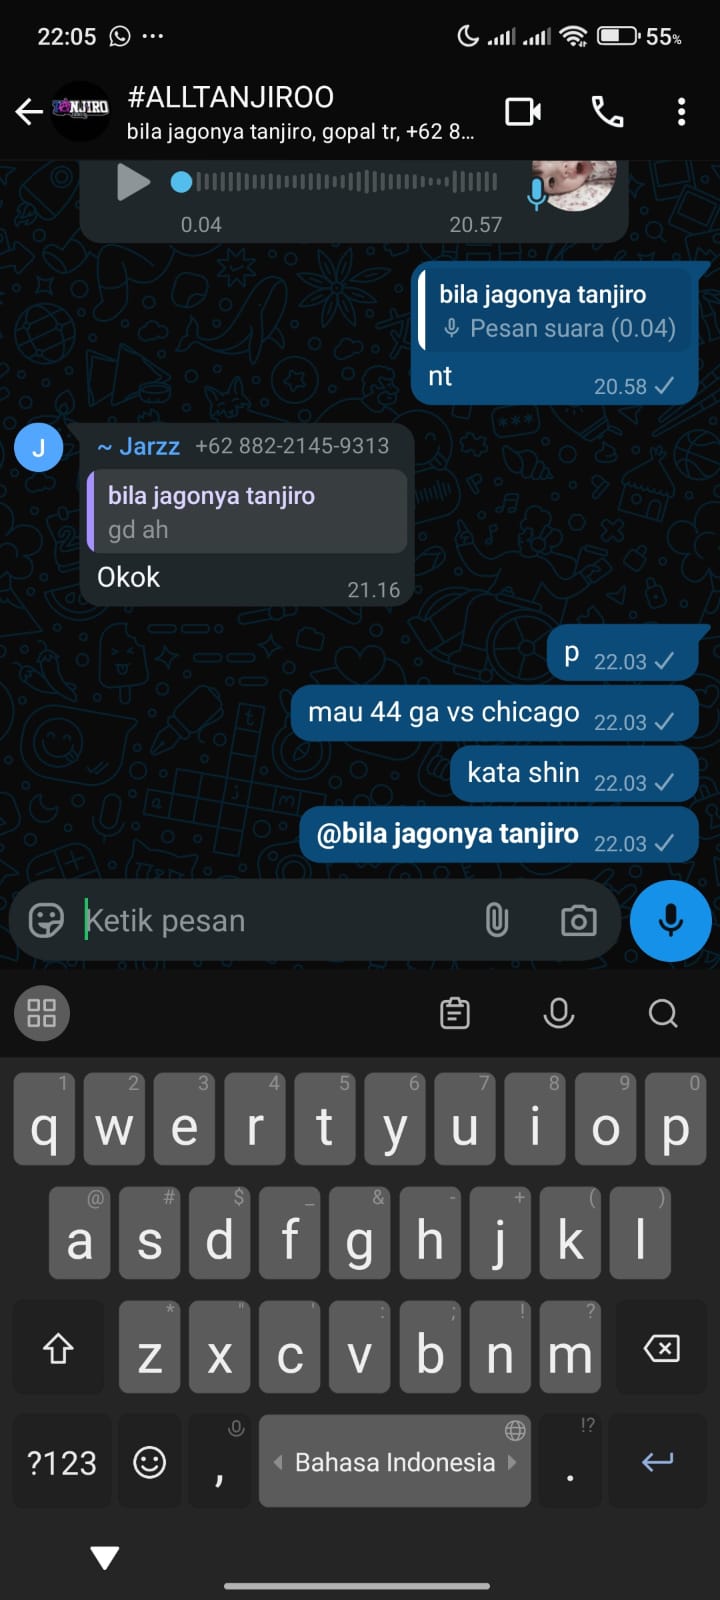 22:05
55%
TANJIRO
#ALLTANJIROO
bila jagonya tanjiro, gopal tr, +62 8...
0.04
20.57
bila jagonya tanjiro
Pesan suara (0.04)
nt
20.58
J
~ Jarzz +62 882-2145-9313
bila jagonya tanjiro
gd ah
Okok
21.16
p 22.03
mau 44 ga vs chicago 22.03
kata shin 22.03
@bila jagonya tanjiro 22.03
Ketik pesan
1 2 3 4 5 6 7 8 9 0
q w e r t y u i o p
@ # $ _ & - + ( )
a s d f g h j k l
* " ' : ; ! ?
z x c v b n m
!?
?123 , Bahasa Indonesia .